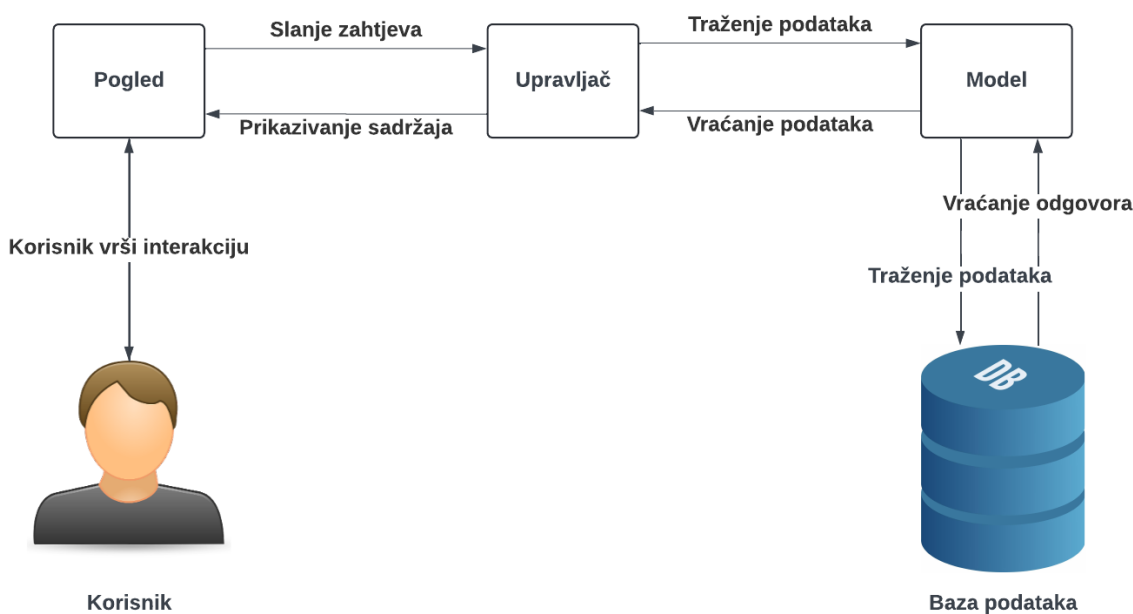 Slanje zahtjeva
Traženje podataka
Pogled
Upravljač
Model
Prikazivanje sadržaja
Vraćanje podataka
Vraćanje odgovora
Korisnik vrši interakciju
Traženje podataka
DB
Korisnik
Baza podataka